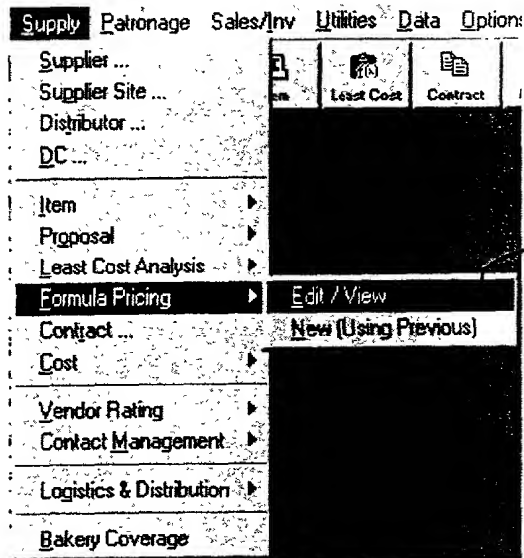 Supply Patronage Sales/Inv Utilities Data Options
Supplier ...
Supplier Site ...
Distributor ...
DC ...
Least Cost
Contract
Item
Proposal
Least Cost Analysis
Formula Pricing
Edit / View
Contract ...
New (Using Previous)
Cost
Vendor Rating
Contact Management
Logistics & Distribution
Bakery Coverage